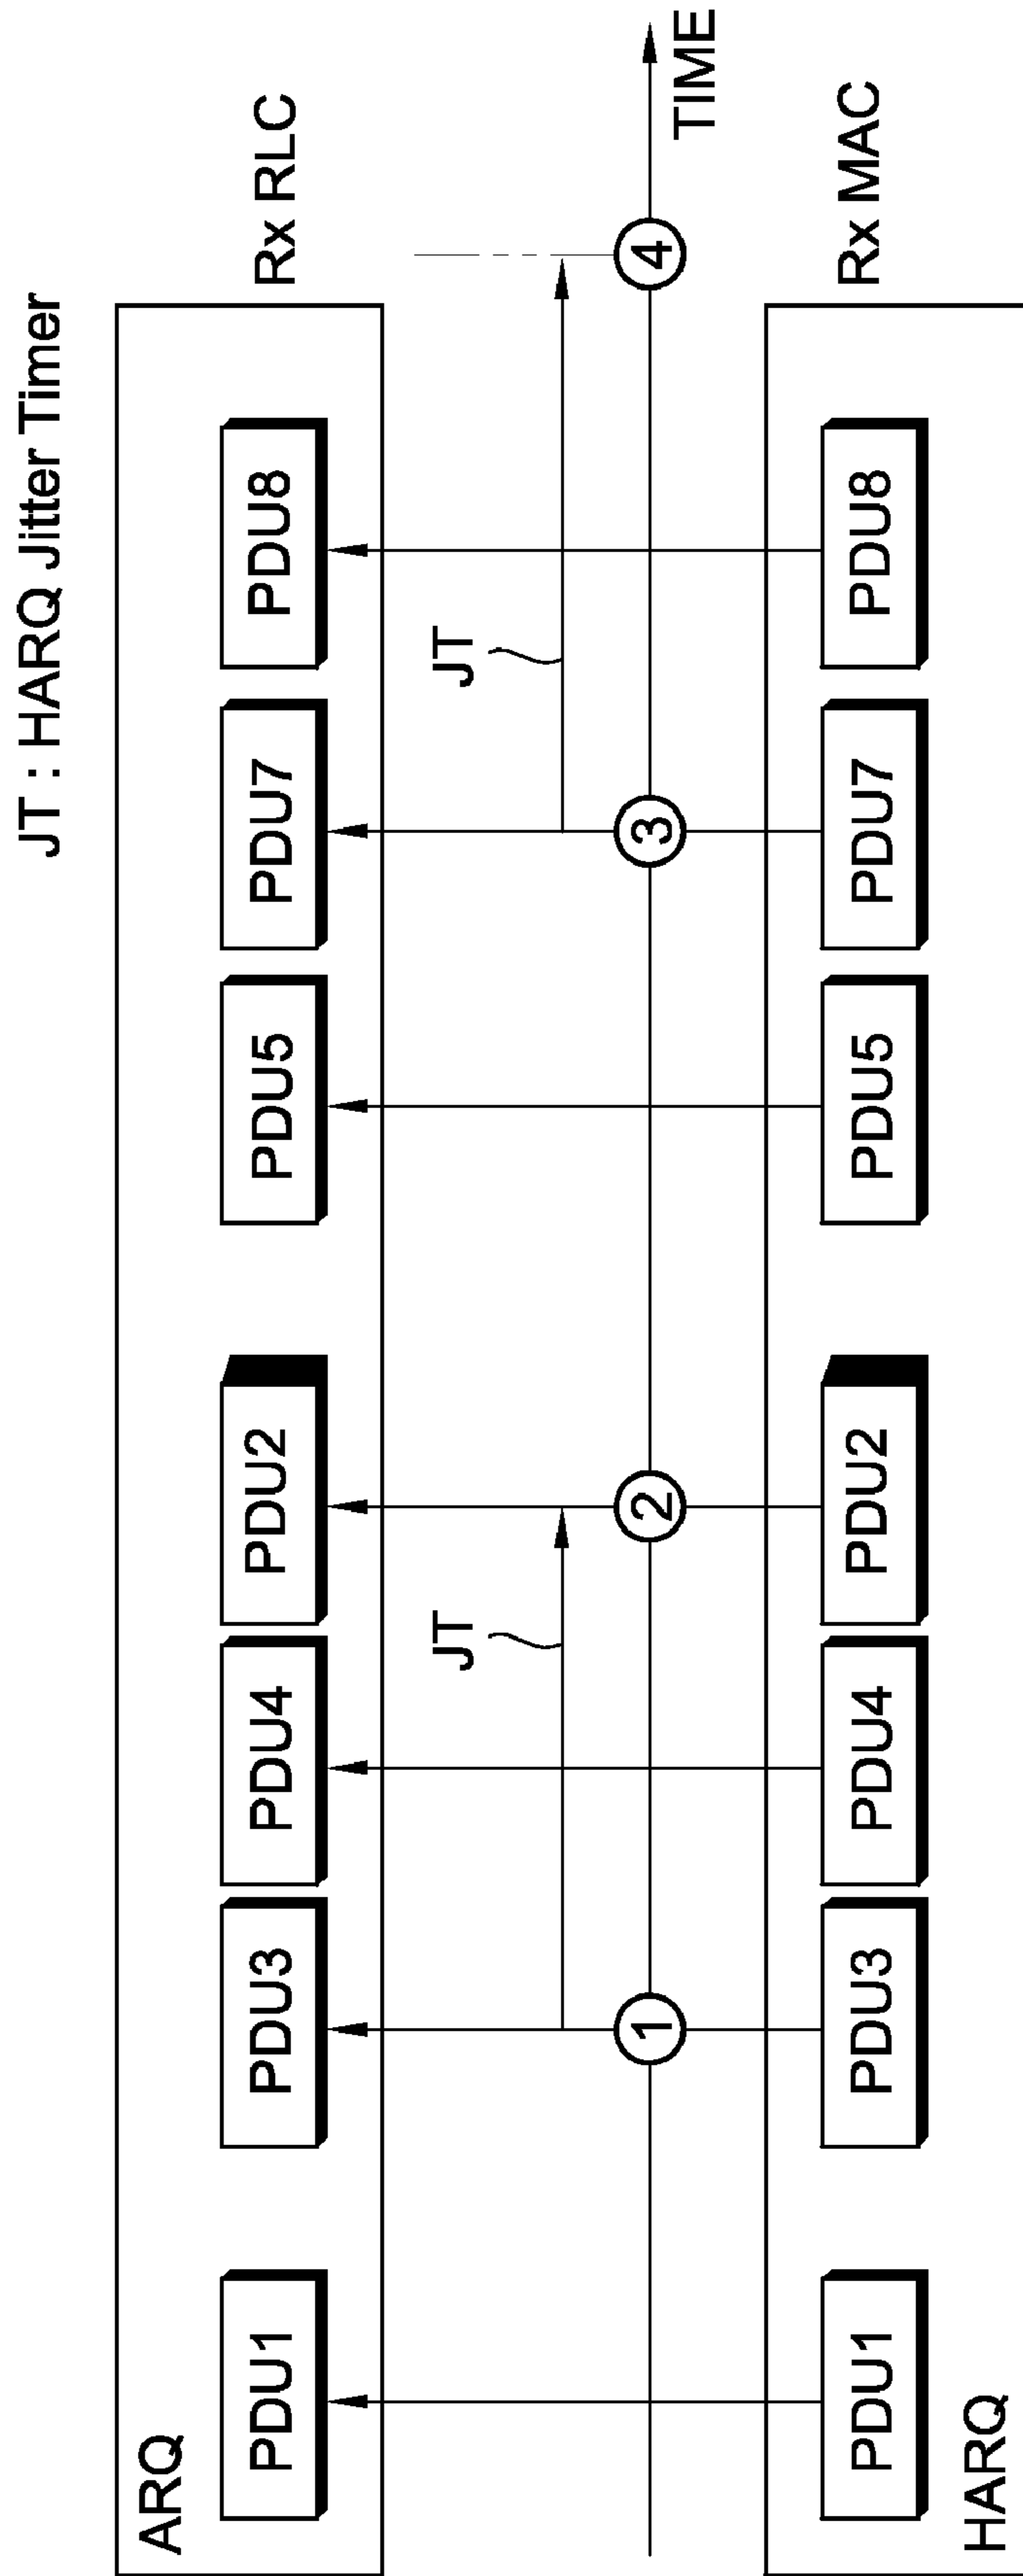 JT : HARQ Jitter Timer
ARQ
PDU1
PDU3
PDU4
PDU2
PDU5
PDU7
PDU8
Rx RLC
JT
JT
1
2
3
4
TIME
PDU1
PDU3
PDU4
PDU2
PDU5
PDU7
PDU8
Rx MAC
HARQ